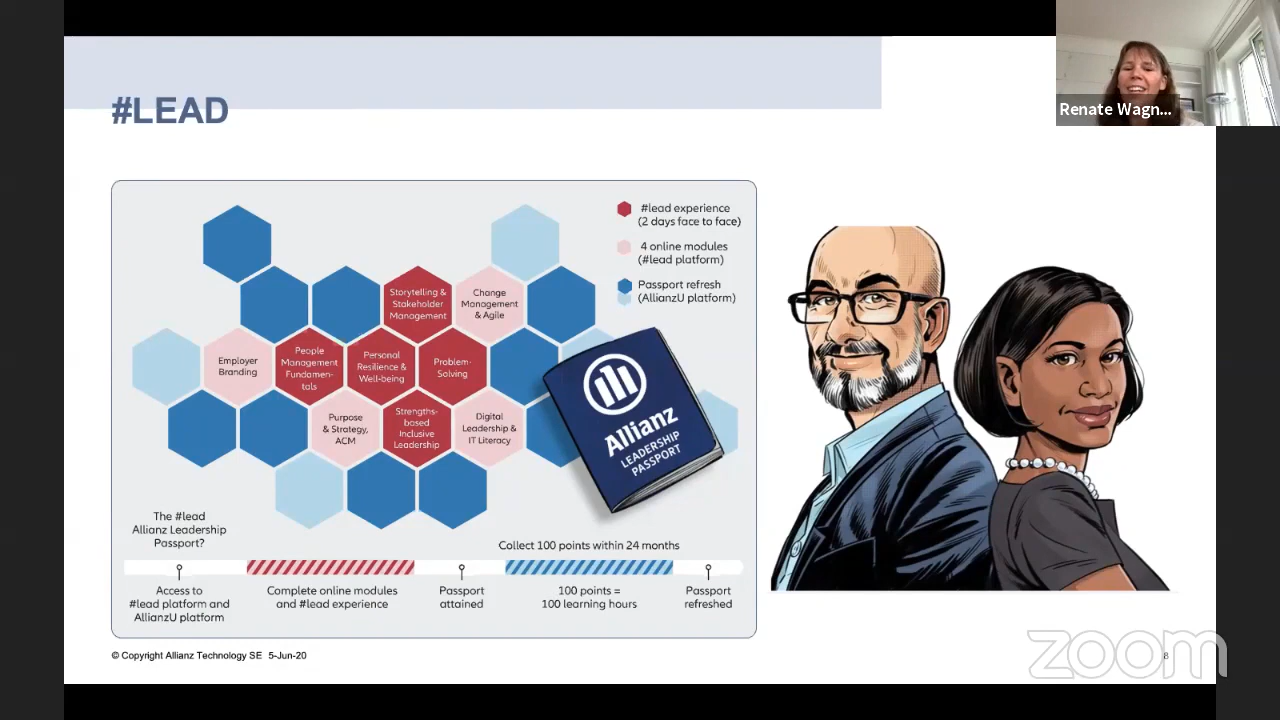 Renate Wagn...
#LEAD
#lead experience
(2 days face to face)
4 online modules
(#lead platform)
Passport refresh
(AllianzU platform)
Storytelling &
Stakeholder
Management
Change
Management
& Agile
Employer
Branding
People
Management
Fundamen-
tals
Personal
Resilience &
Well-being
Problem-
Solving
Purpose
& Strategy,
ACM
Strengths-
based
Inclusive
Leadership
Digital
Leadership &
IT Literacy
Allianz
LEADERSHIP
PASSPORT
The #lead
Allianz Leadership
Passport?
Collect 100 points within 24 months
Access to
#lead platform and
AllianzU platform
Complete online modules
and #lead experience
Passport
attained
100 points =
100 learning hours
Passport
refreshed
© Copyright Allianz Technology SE 5-Jun-20
8
zoom